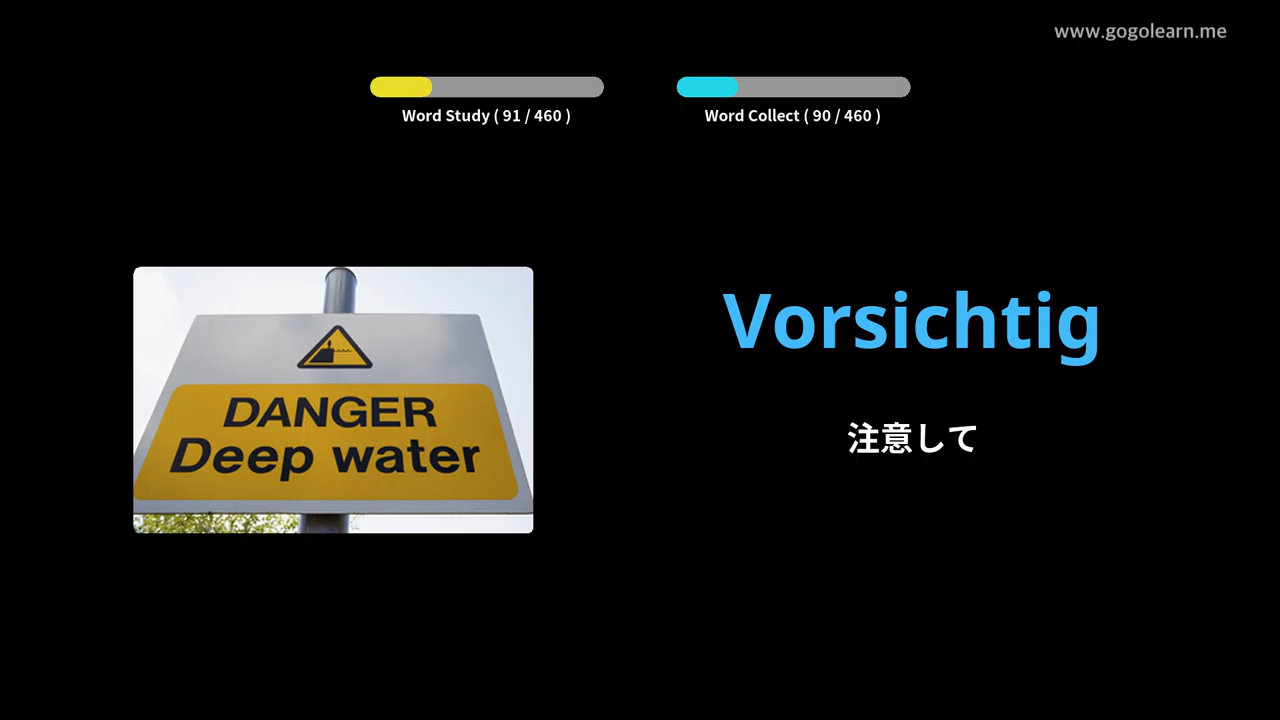 www.gogolearn.me
Word Study ( 91 / 460 )
Word Collect ( 90 / 460 )
DANGER
Deep water
Vorsichtig
注意して